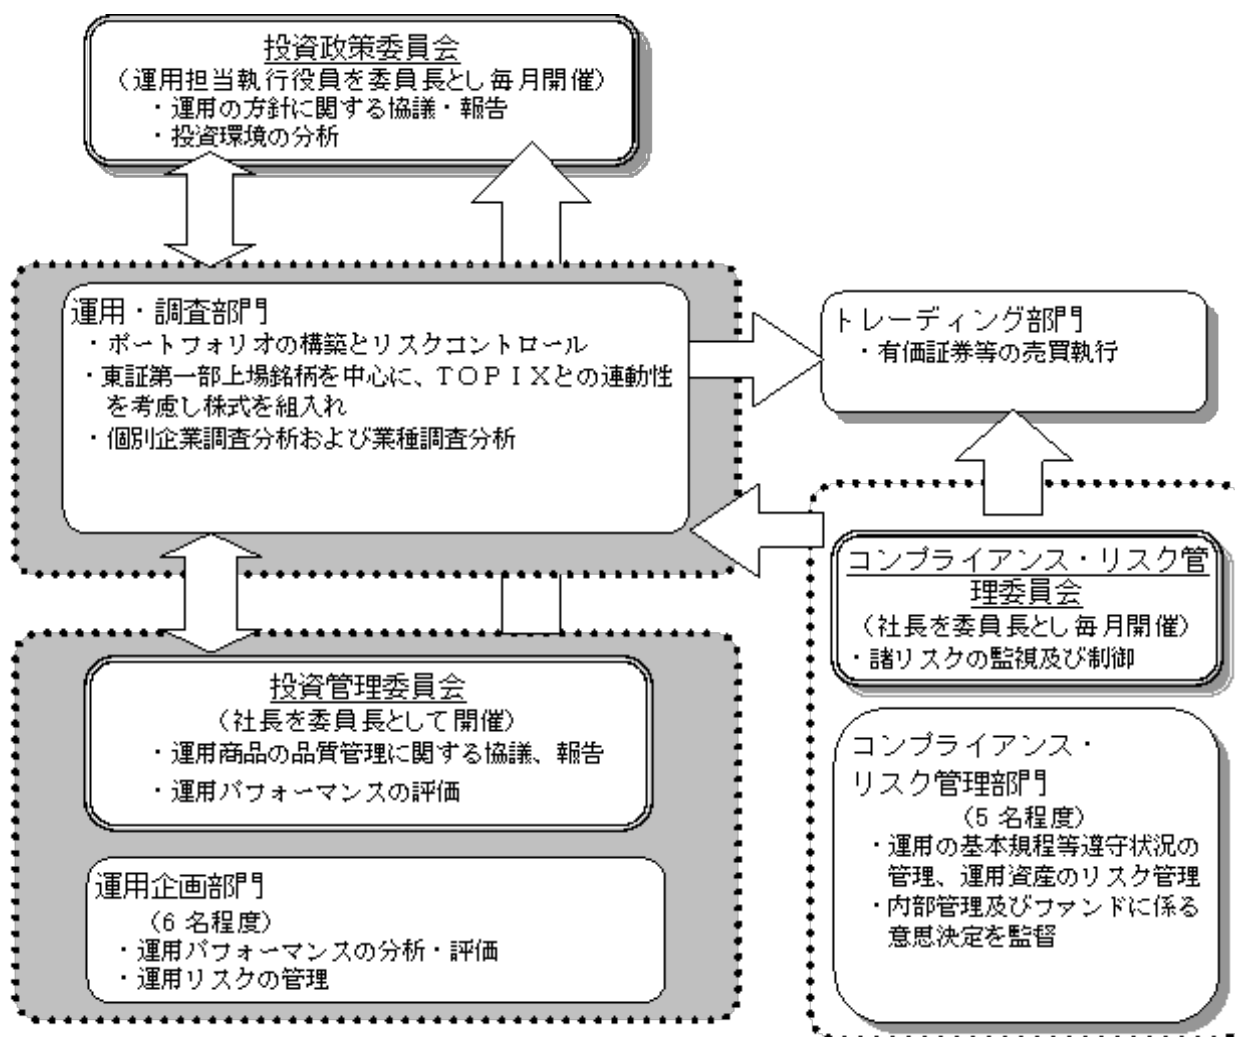 投資政策委員会
(運用担当執行役員を委員長とし毎月開催)
・運用の方針に関する協議・報告
・投資環境の分析
運用・調査部門
・ポートフォリオの構築とリスクコントロール
・東証第一部上場銘柄を中心に、TOPIXとの連動性
を考慮し株式を組入れ
・個別企業調査分析および業種調査分析
トレーディング部門
・有価証券等の売買執行
投資管理委員会
(社長を委員長として開催)
・運用商品の品質管理に関する協議、報告
・運用パフォーマンスの評価
運用企画部門
(6名程度)
・運用パフォーマンスの分析・評価
・運用リスクの管理
コンプライアンス・リスク管
理委員会
(社長を委員長とし毎月開催)
・諸リスクの監視及び制御
コンプライアンス・
リスク管理部門
(5名程度)
・運用の基本規程等遵守状況の
管理、運用資産のリスク管理
・内部管理及びファンドに係る
意思決定を監督